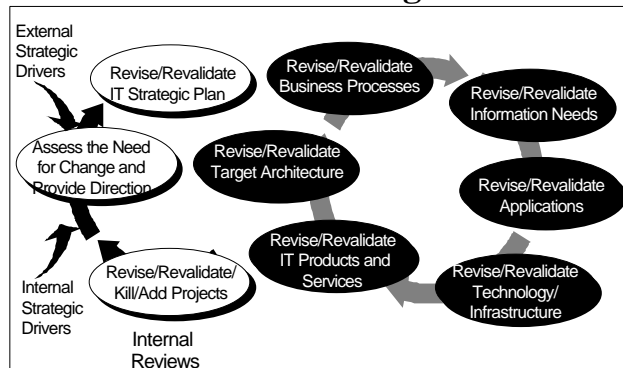 External
Strategic
Drivers
Revise/Revalidate
IT Strategic Plan
Assess the Need
for Change and
Provide Direction
Internal
Strategic
Drivers
Revise/Revalidate/
Kill/Add Projects
Internal
Reviews
Revise/Revalidate
Business Processes
Revise/Revalidate
Information Needs
Revise/Revalidate
Target Architecture
Revise/Revalidate
Applications
Revise/Revalidate
IT Products and
Services
Revise/Revalidate
Technology/
Infrastructure